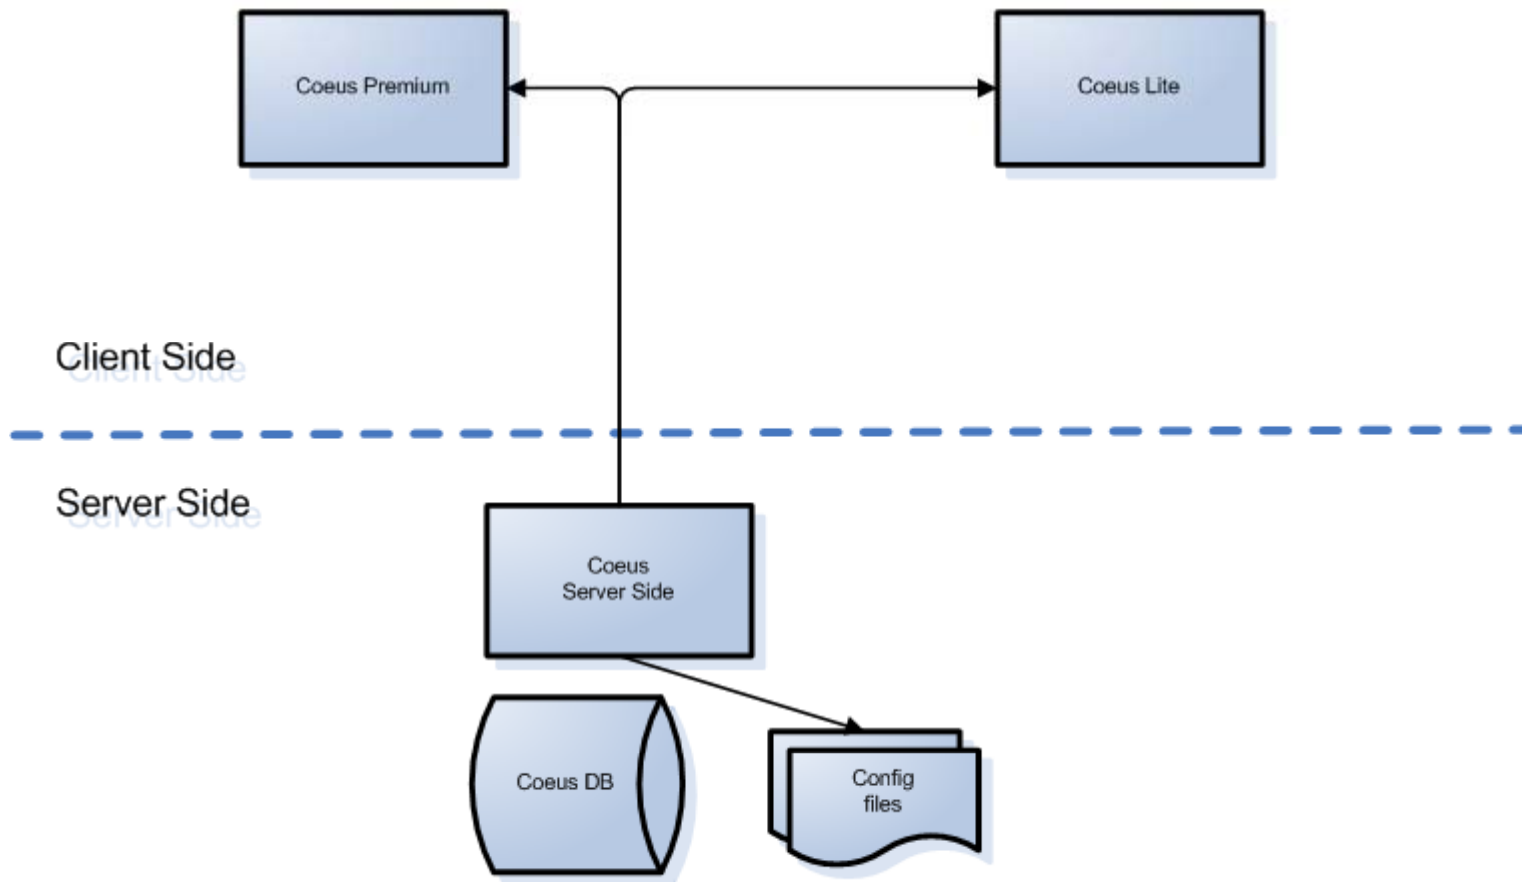 Coeus Premium
Coeus Lite
Client Side
Server Side
Coeus
Server Side
Coeus DB
Config
files